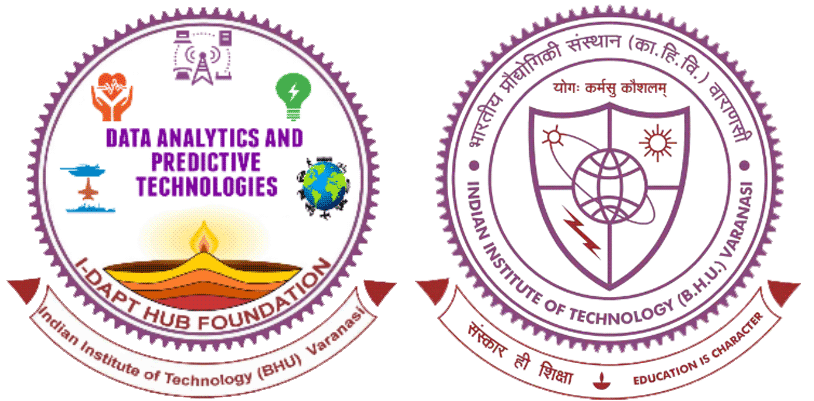 DATA ANALYTICS AND
PREDICTIVE
TECHNOLOGIES
I-DAPT HUB FOUNDATION
Indian Institute of Technology (BHU) Varanasi
भारतीय प्रौद्योगिकी संस्थान (का.हि.वि.) वाराणसी
योगः कर्मसु कौशलम्
INDIAN INSTITUTE OF TECHNOLOGY (B.H.U.) VARANASI
संस्कार ही शिक्षा
EDUCATION IS CHARACTER